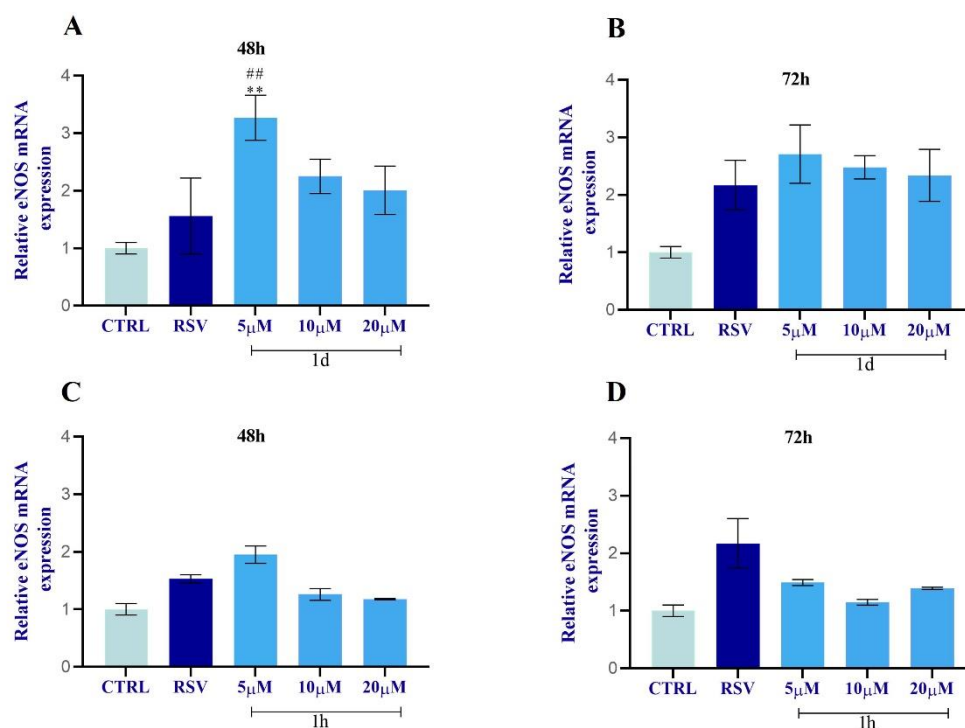 A
48h
##
**
Relative eNOS mRNA
expression
4
3
2
1
0
CTRL RSV 5µM 10µM 20µM
1d
B
72h
Relative eNOS mRNA
expression
4
3
2
1
0
CTRL RSV 5µM 10µM 20µM
1d
C
48h
Relative eNOS mRNA
expression
4
3
2
1
0
CTRL RSV 5µM 10µM 20µM
1h
D
72h
Relative eNOS mRNA
expression
4
3
2
1
0
CTRL RSV 5µM 10µM 20µM
1h